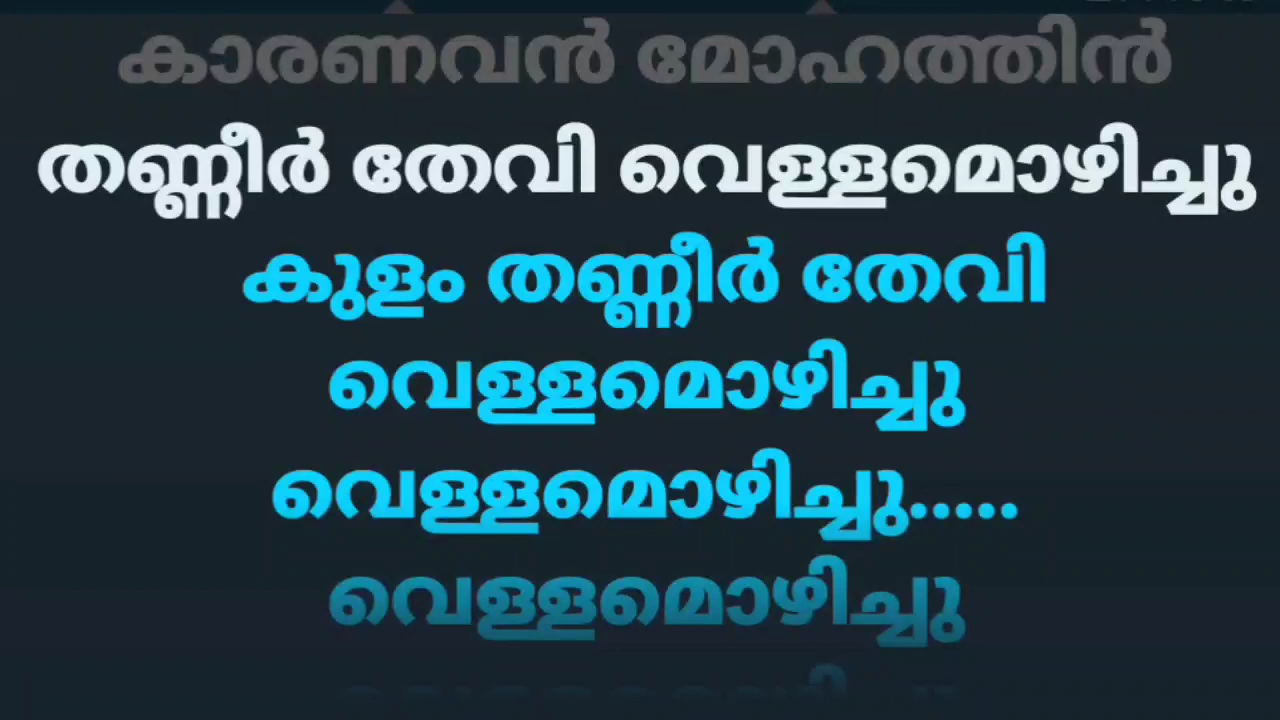 കാരണവൻ മോഹത്തിൻ
തണ്ണീർ തേവി വെള്ളമൊഴിച്ചു
കുളം തണ്ണീർ തേവി
വെള്ളമൊഴിച്ചു
വെള്ളമൊഴിച്ചു.....
വെള്ളമൊഴിച്ചു